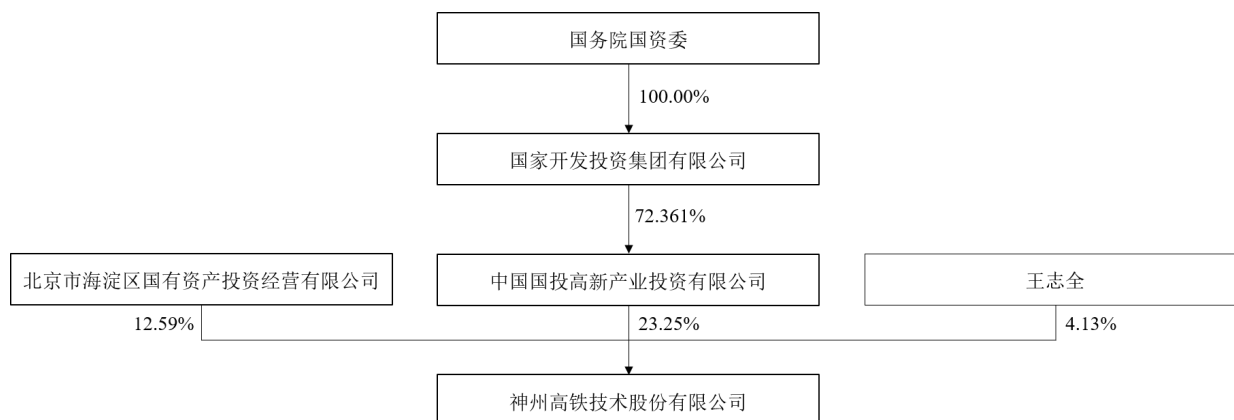 国务院国资委
100.00%
国家开发投资集团有限公司
72.361%
北京市海淀区国有资产投资经营有限公司
中国国投高新产业投资有限公司
王志全
12.59%
23.25%
4.13%
神州高铁技术股份有限公司